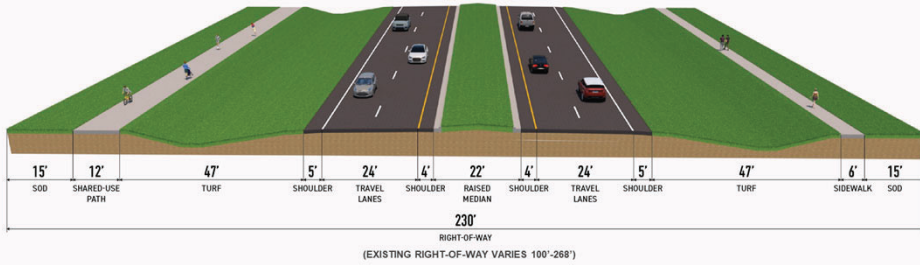 15' 12' 47' 5' 24' 4' 22' 4' 24' 5' 47' 6' 15'
SOD SHARED-USE PATH TURF SHOULDER TRAVEL LANES SHOULDER RAISED MEDIAN SHOULDER TRAVEL LANES SHOULDER TURF SIDEWALK SOD
230'
RIGHT-OF-WAY
(EXISTING RIGHT-OF-WAY VARIES 100'-268')